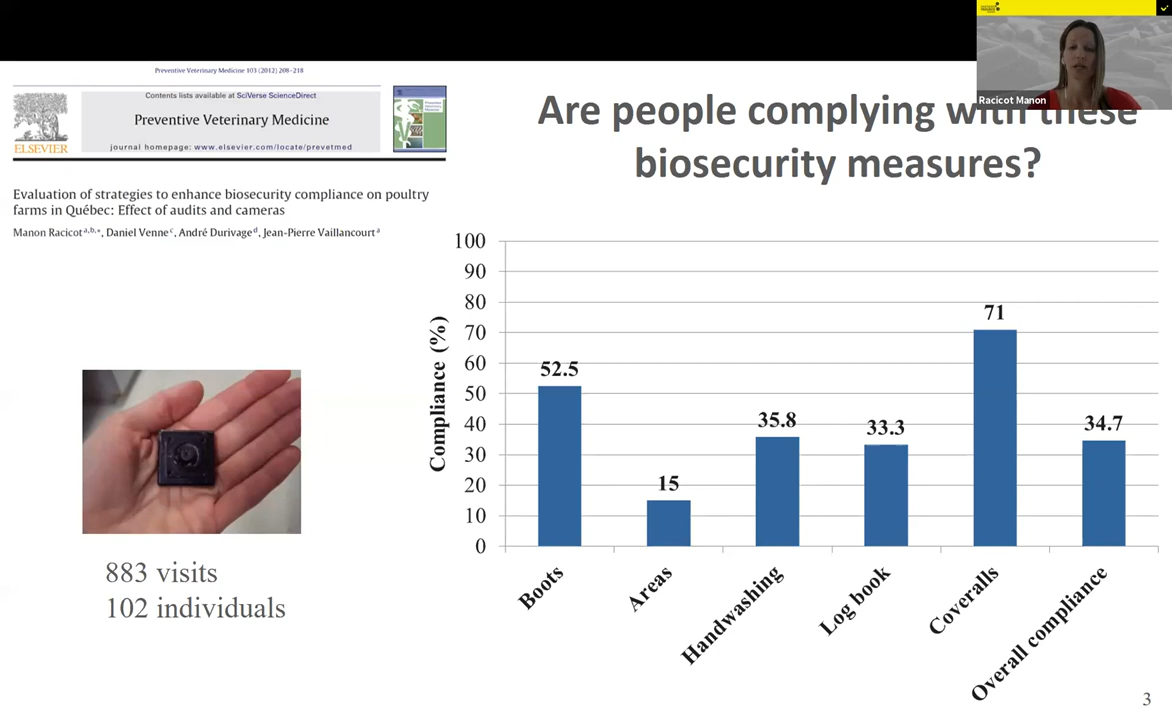 Racicot Manon
Preventive Veterinary Medicine 103 (2012) 208–218
Contents lists available at SciVerse ScienceDirect
Preventive Veterinary Medicine
journal homepage: www.elsevier.com/locate/prevetmed
ELSEVIER
Evaluation of strategies to enhance biosecurity compliance on poultry
farms in Québec: Effect of audits and cameras
Manon Racicot a,b,*, Daniel Venne c, André Durivage d, Jean-Pierre Vaillancourt a
Are people complying with these
biosecurity measures?
Compliance (%)
100
90
80
70
60
50
40
30
20
10
0
52.5
15
35.8
33.3
71
34.7
Boots
Areas
Handwashing
Log book
Coveralls
Overall compliance
883 visits
102 individuals
3